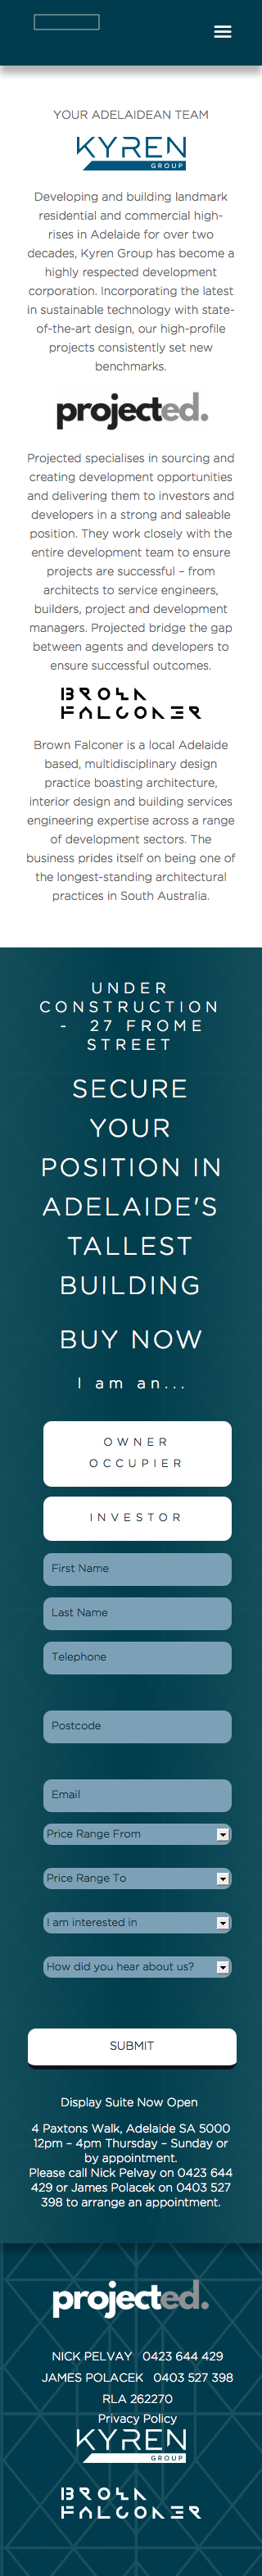 YOUR ADELAIDEAN TEAM
KYREN
GROUP
Developing and building landmark
residential and commercial high-
rises in Adelaide for over two
decades, Kyren Group has become a
highly respected development
corporation. Incorporating the latest
in sustainable technology with state-
of-the-art design, our high-profile
projects consistently set new
benchmarks.
projected.
Projected specialises in sourcing and
creating development opportunities
and delivering them to investors and
developers in a strong and saleable
position. They work closely with the
entire development team to ensure
projects are successful – from
architects to service engineers,
builders, project and development
managers. Projected bridge the gap
between agents and developers to
ensure successful outcomes.
BROWN
FALCONER
Brown Falconer is a local Adelaide
based, multidisciplinary design
practice boasting architecture,
interior design and building services
engineering expertise across a range
of development sectors. The
business prides itself on being one of
the longest-standing architectural
practices in South Australia.
UNDER
CONSTRUCTION
- 27 FROME
STREET
SECURE
YOUR
POSITION IN
ADELAIDE'S
TALLEST
BUILDING
BUY NOW
I am an...
OWNER
OCCUPIER
INVESTOR
First Name
Last Name
Telephone
Postcode
Email
Price Range From
Price Range To
I am interested in
How did you hear about us?
SUBMIT
Display Suite Now Open
4 Paxtons Walk, Adelaide SA 5000
12pm – 4pm Thursday – Sunday or
by appointment.
Please call Nick Pelvay on 0423 644
429 or James Polacek on 0403 527
398 to arrange an appointment.
projected.
NICK PELVAY 0423 644 429
JAMES POLACEK 0403 527 398
RLA 262270
Privacy Policy
KYREN
GROUP
BROWN
FALCONER